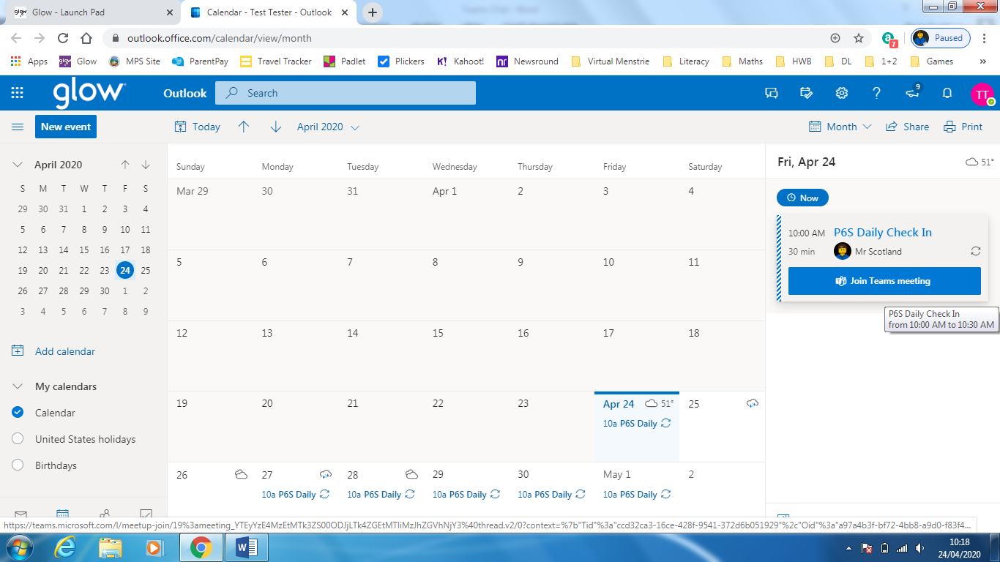 Glow - Launch Pad
Calendar - Test Tester - Outlook
outlook.office.com/calendar/view/month
7
Paused
Apps
glow Glow
MPS Site
ParentPay
Travel Tracker
Padlet
Plickers
K! Kahoot!
nr Newsround
Virtual Menstrie
Literacy
Maths
HWB
DL
1+2
Games
»
glow
Outlook
Search
9
TT
New event
Today
April 2020
Month
Share
Print
April 2020
S M T W T F S
29 30 31 1 2 3 4
5 6 7 8 9 10 11
12 13 14 15 16 17 18
19 20 21 22 23 24 25
26 27 28 29 30 1 2
3 4 5 6 7 8 9
Add calendar
My calendars
Calendar
United States holidays
Birthdays
Sunday Monday Tuesday Wednesday Thursday Friday Saturday
Mar 29 30 31 Apr 1 2 3 4
5 6 7 8 9 10 11
12 13 14 15 16 17 18
19 20 21 22 23 Apr 24 51° 25
10a P6S Daily
26 27 28 29 30 May 1 2
10a P6S Daily 10a P6S Daily 10a P6S Daily 10a P6S Daily 10a P6S Daily
Fri, Apr 24 51°
Now
10:00 AM P6S Daily Check In
30 min Mr Scotland
Join Teams meeting
P6S Daily Check In
from 10:00 AM to 10:30 AM
https://teams.microsoft.com/l/meetup-join/19%3ameeting_YTEyYzE4MzEtMTk3ZS00ODJjLTk4ZGEtMTliMzJhZGVhNjY3%40thread.v2/0?context=%7b"Tid"%3a"ccd32ca3-16ce-428f-9541-372d6b051929"%2c"Oid"%3a"a97a4b3f-bf72-4bb8-a9d0-f83f4...
10:18
24/04/2020